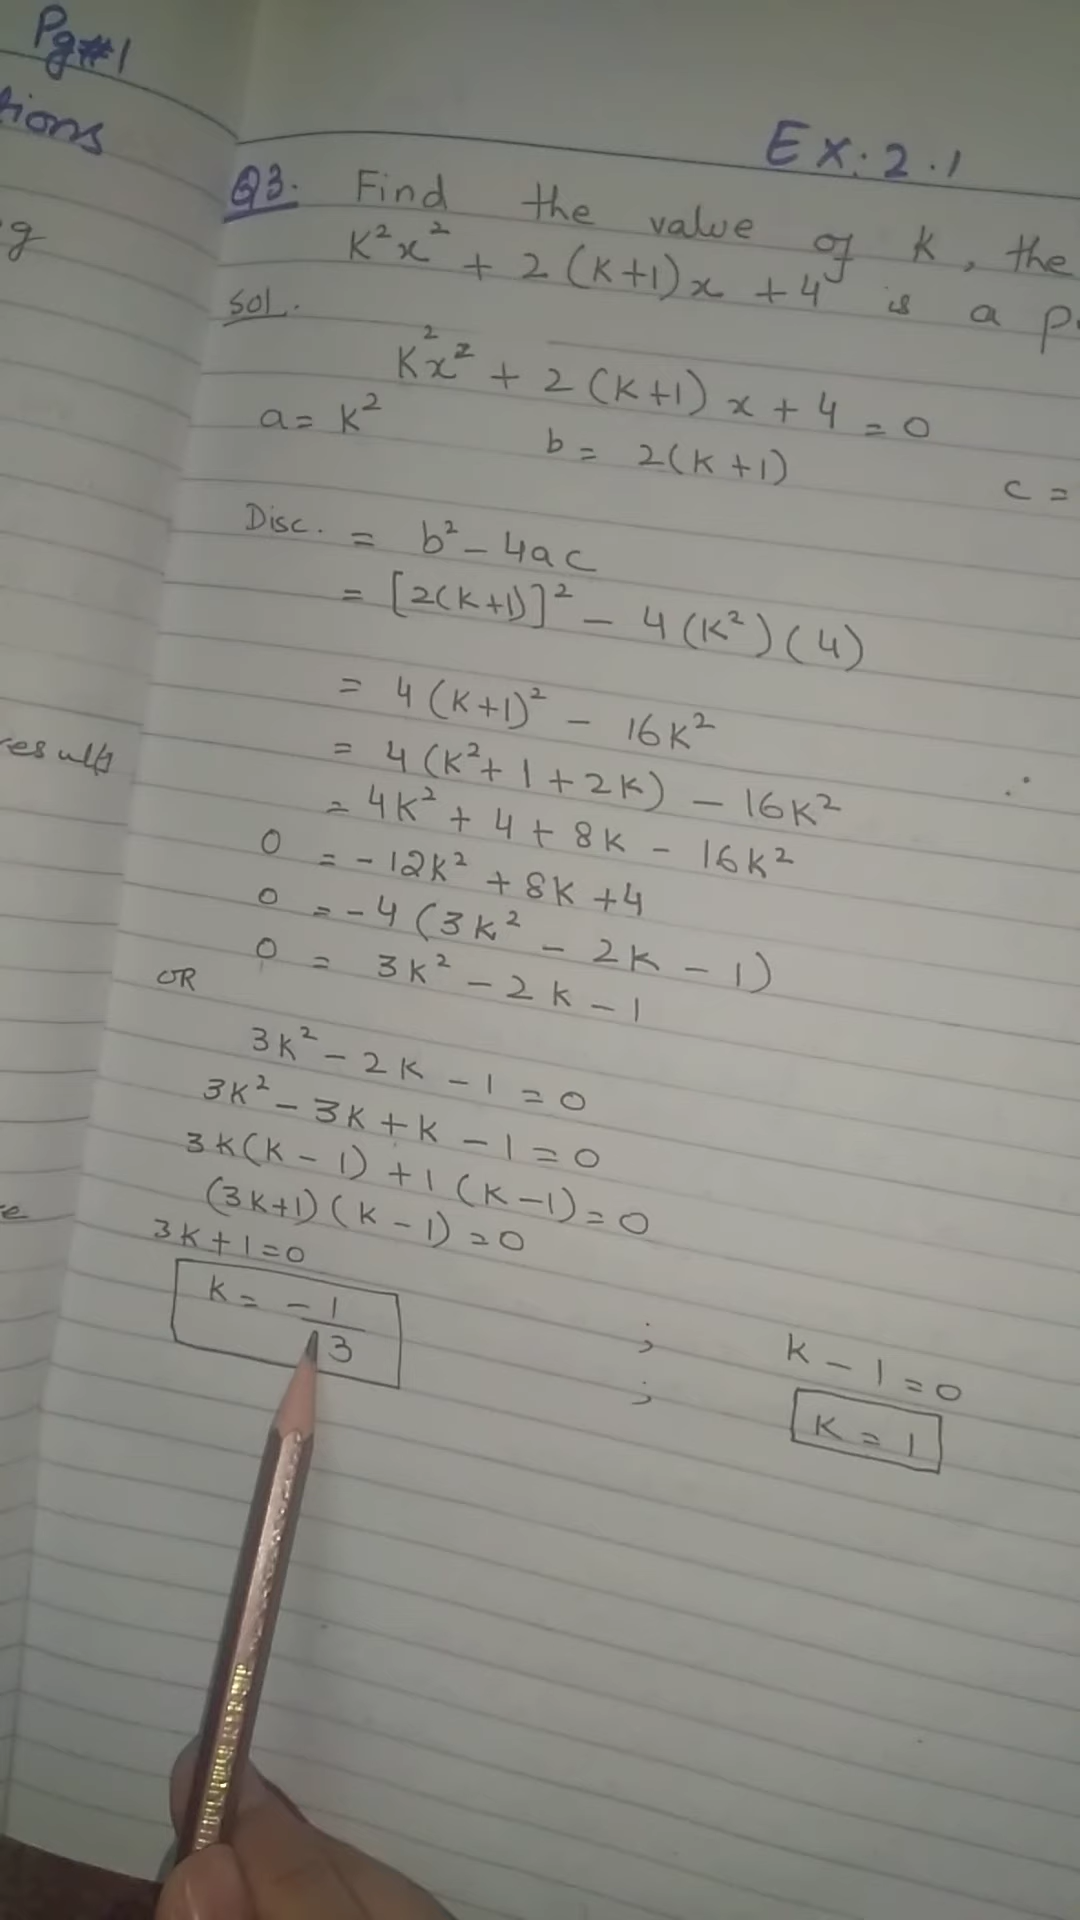 Pg#1
tions
g
results
e
Ex: 2.1
Q3. Find the value of K, the
K²x² + 2(K+1)x + 4 is a p
Sol.
K²x² + 2(K+1)x + 4 = 0
a = K² b = 2(K+1) c =
Disc. = b² - 4ac
= [2(K+1)]² - 4(K²)(4)
= 4(K+1)² - 16K²
= 4(K² + 1 + 2K) - 16K² ∴
= 4K² + 4 + 8K - 16K²
0 = -12K² + 8K + 4
0 = -4(3K² - 2K - 1)
0 = 3K² - 2K - 1
OR
3K² - 2K - 1 = 0
3K² - 3K + K - 1 = 0
3K(K - 1) + 1(K - 1) = 0
(3K+1)(K - 1) = 0
3K + 1 = 0 ; K - 1 = 0
K = -1/3 ; K = 1